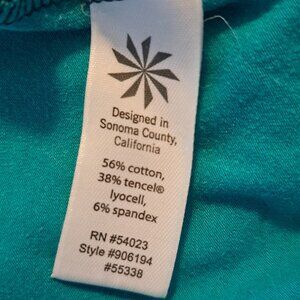 Designed in
Sonoma County,
California
56% cotton,
38% tencel®
lyocell,
6% spandex
RN #54023
Style #906194
#55338